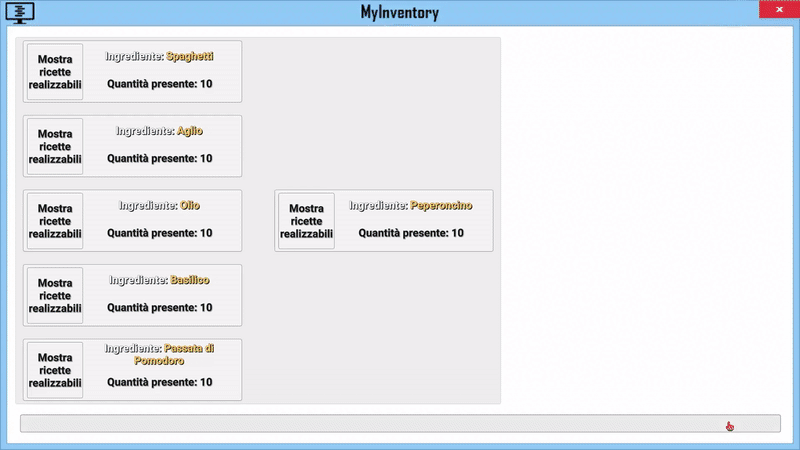 MyInventory
Mostra
ricette
realizzabili
Ingrediente: Spaghetti
Quantità presente: 10
Mostra
ricette
realizzabili
Ingrediente: Aglio
Quantità presente: 10
Mostra
ricette
realizzabili
Ingrediente: Olio
Quantità presente: 10
Mostra
ricette
realizzabili
Ingrediente: Peperoncino
Quantità presente: 10
Mostra
ricette
realizzabili
Ingrediente: Basilico
Quantità presente: 10
Mostra
ricette
realizzabili
Ingrediente: Passata di
Pomodoro
Quantità presente: 10